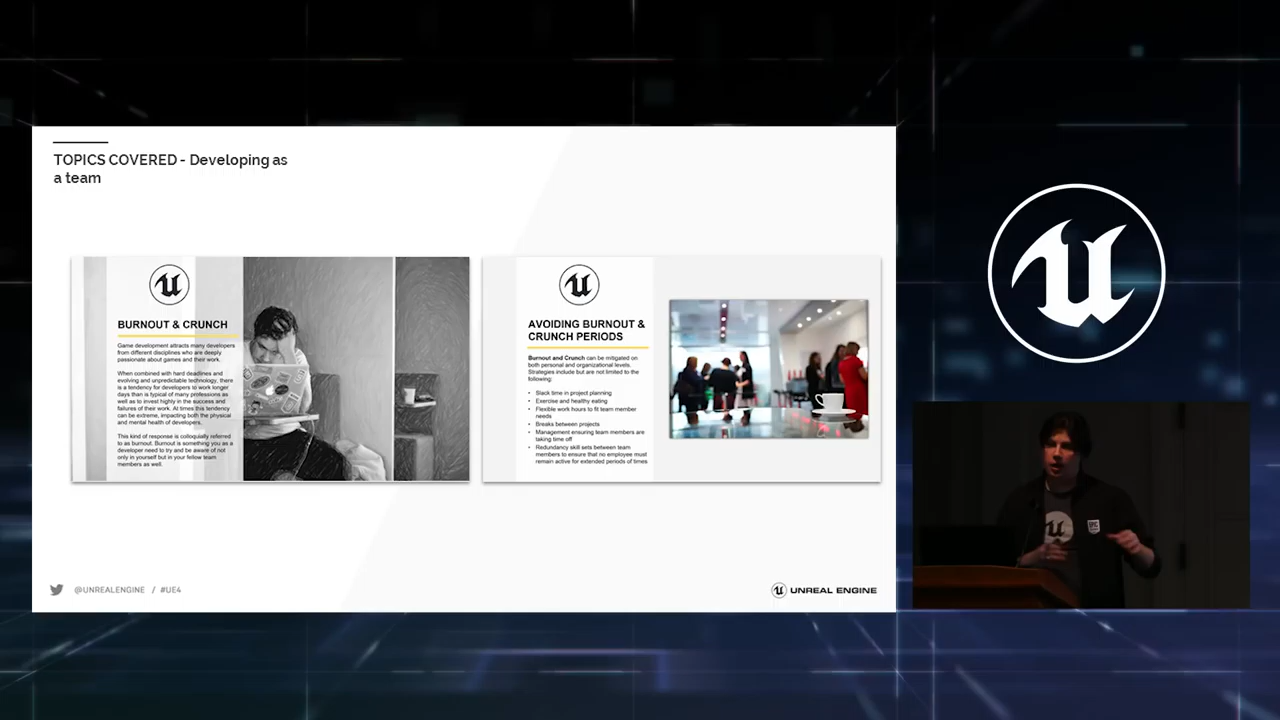 TOPICS COVERED - Developing as
a team
BURNOUT & CRUNCH
Game development attracts many developers
from different disciplines who are deeply
passionate about games and their work.
When combined with hard deadlines and
evolving and unpredictable technology, there
is a tendency for developers to work longer
days than is typical of many professions as
well as to invest highly in the success and
failures of their work. At times this tendency
can be extreme, impacting both the physical
and mental health of developers.
This kind of response is colloquially referred
to as burnout. Burnout is something you as a
developer need to try and be aware of not
only in yourself but in your fellow team
members as well.
AVOIDING BURNOUT &
CRUNCH PERIODS
Burnout and Crunch can be mitigated on
both personal and organizational levels.
Strategies include but are not limited to the
following:
• Slack time in project planning
• Exercise and healthy eating
• Flexible work hours to fit team member
needs
• Breaks between projects
• Management ensuring team members are
taking time off
• Redundancy skill sets between team
members to ensure that no employee must
remain active for extended periods of times
@UNREALENGINE / #UE4
UNREAL ENGINE
EPIC